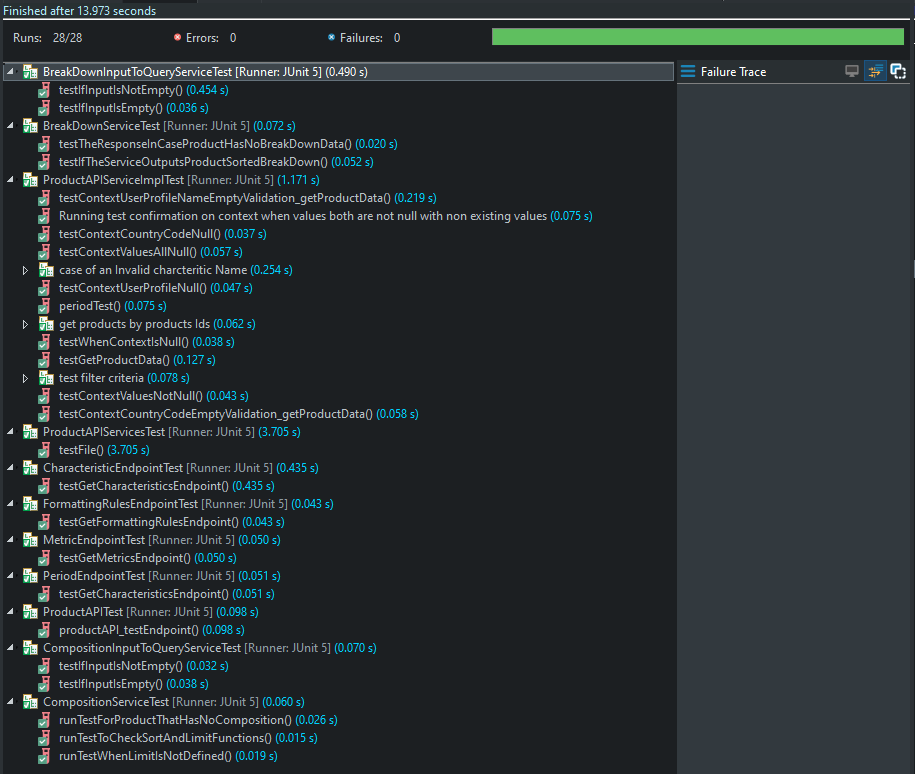 Finished after 13.973 seconds
Runs: 28/28 Errors: 0 Failures: 0
BreakDownInputToQueryServiceTest [Runner: JUnit 5] (0.490 s)
Failure Trace
testIfInputIsNotEmpty() (0.454 s)
testIfInputIsEmpty() (0.036 s)
BreakDownServiceTest [Runner: JUnit 5] (0.072 s)
testTheResponseInCaseProductHasNoBreakDownData() (0.020 s)
testIfTheServiceOutputsProductSortedBreakDown() (0.052 s)
ProductAPIServiceImplTest [Runner: JUnit 5] (1.171 s)
testContextUserProfileNameEmptyValidation_getProductData() (0.219 s)
Running test confirmation on context when values both are not null with non existing values (0.075 s)
testContextCountryCodeNull() (0.037 s)
testContextValuesAllNull() (0.057 s)
case of an Invalid charcteritic Name (0.254 s)
testContextUserProfileNull() (0.047 s)
periodTest() (0.075 s)
get products by products Ids (0.062 s)
testWhenContextIsNull() (0.038 s)
testGetProductData() (0.127 s)
test filter criteria (0.078 s)
testContextValuesNotNull() (0.043 s)
testContextCountryCodeEmptyValidation_getProductData() (0.058 s)
ProductAPIServicesTest [Runner: JUnit 5] (3.705 s)
testFile() (3.705 s)
CharacteristicEndpointTest [Runner: JUnit 5] (0.435 s)
testGetCharacteristicsEndpoint() (0.435 s)
FormattingRulesEndpointTest [Runner: JUnit 5] (0.043 s)
testGetFormattingRulesEndpoint() (0.043 s)
MetricEndpointTest [Runner: JUnit 5] (0.050 s)
testGetMetricsEndpoint() (0.050 s)
PeriodEndpointTest [Runner: JUnit 5] (0.051 s)
testGetCharacteristicsEndpoint() (0.051 s)
ProductAPITest [Runner: JUnit 5] (0.098 s)
productAPI_testEndpoint() (0.098 s)
CompositionInputToQueryServiceTest [Runner: JUnit 5] (0.070 s)
testIfInputIsNotEmpty() (0.032 s)
testIfInputIsEmpty() (0.038 s)
CompositionServiceTest [Runner: JUnit 5] (0.060 s)
runTestForProductThatHasNoComposition() (0.026 s)
runTestToCheckSortAndLimitFunctions() (0.015 s)
runTestWhenLimitIsNotDefined() (0.019 s)